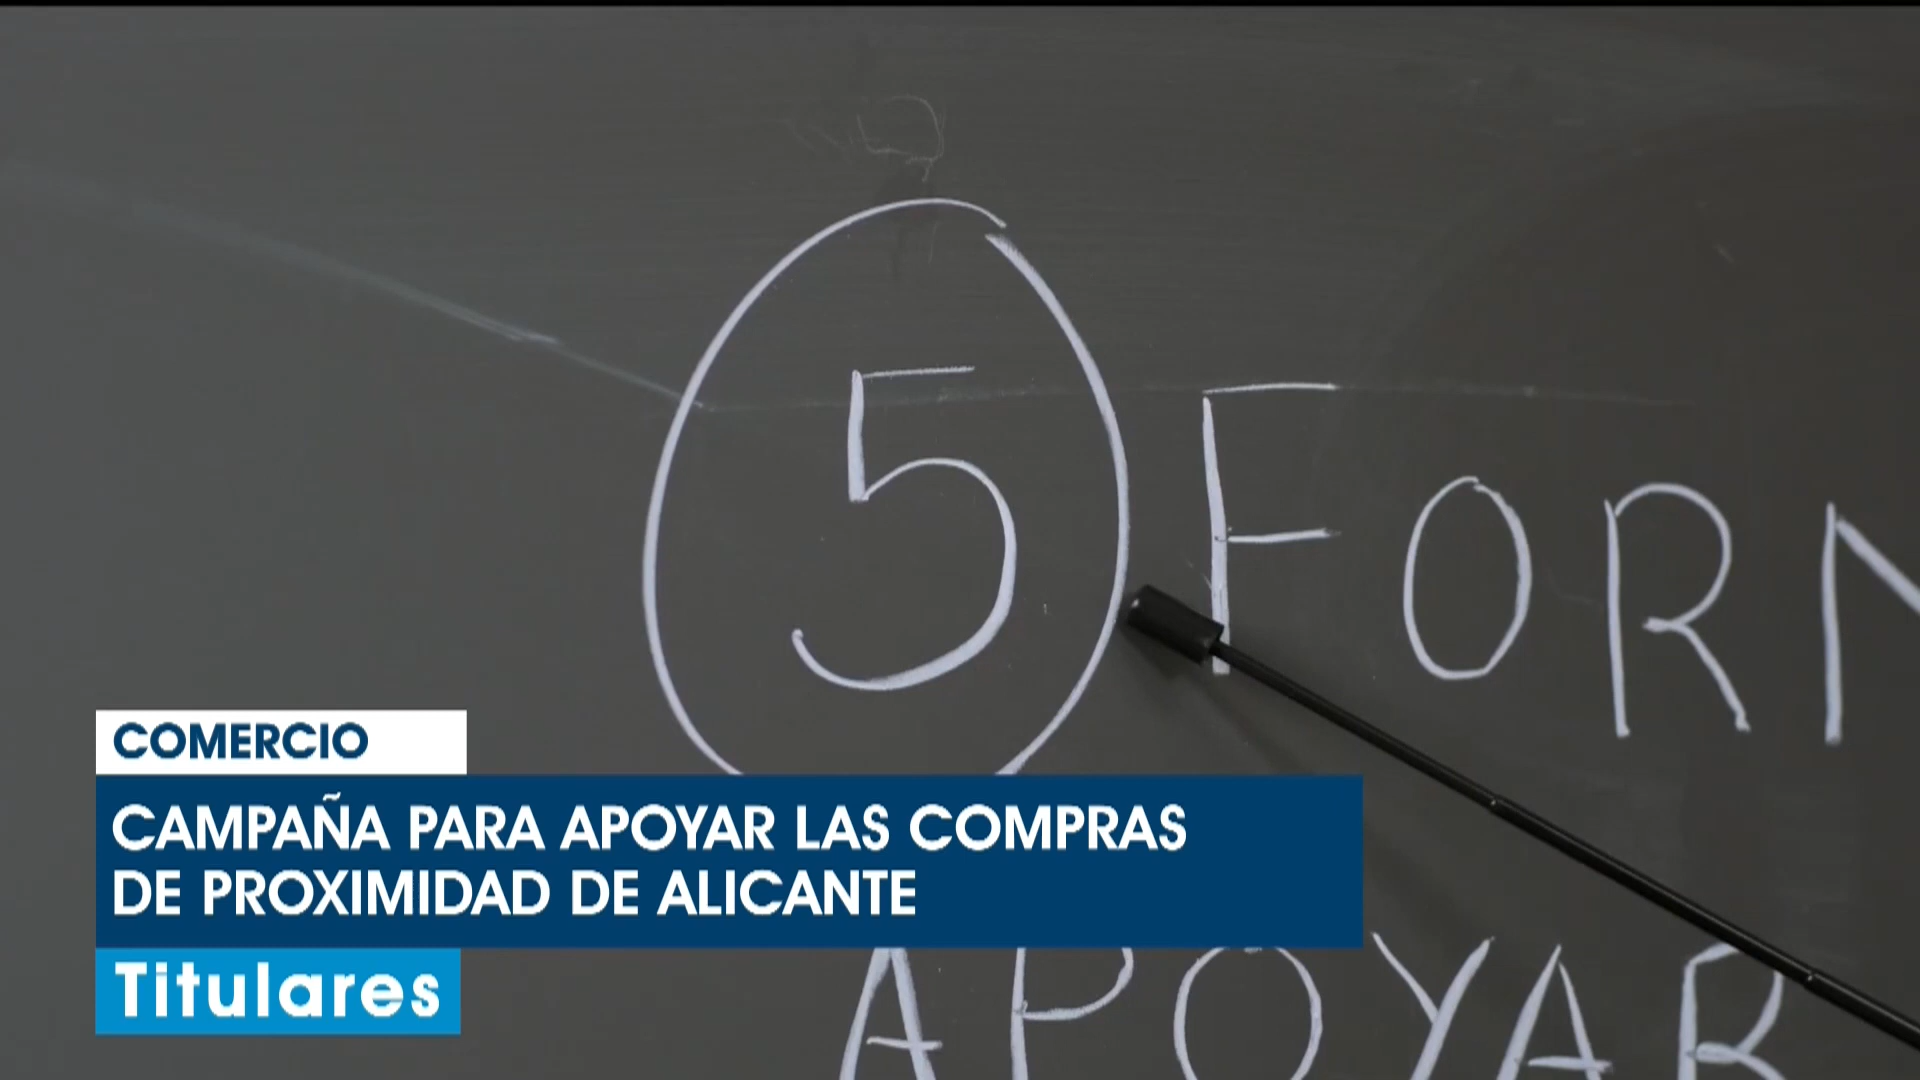 5 FORM
COMERCIO
CAMPAÑA PARA APOYAR LAS COMPRAS
DE PROXIMIDAD DE ALICANTE
Titulares
APOYAR